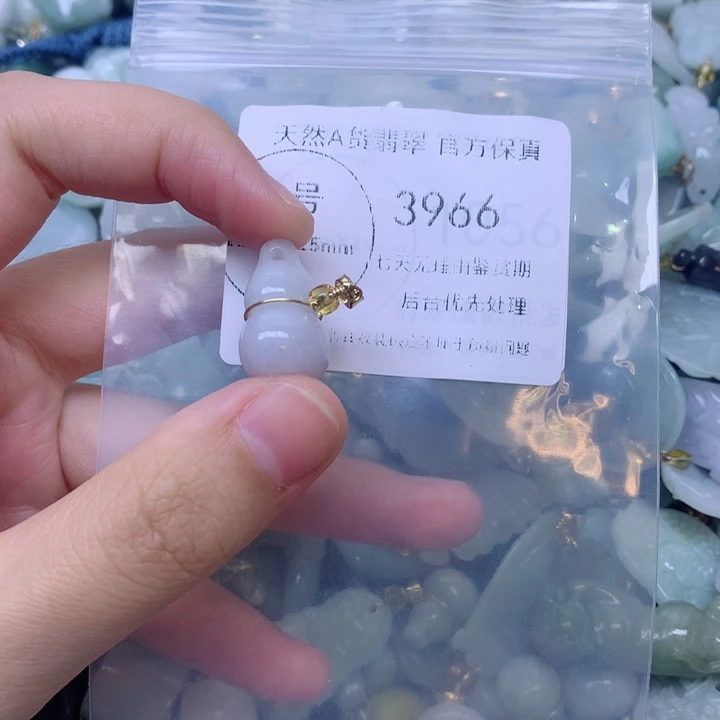 天然A货翡翠 官方保真
号
3966
5mm
七天无理由鉴赏期
后台优先处理